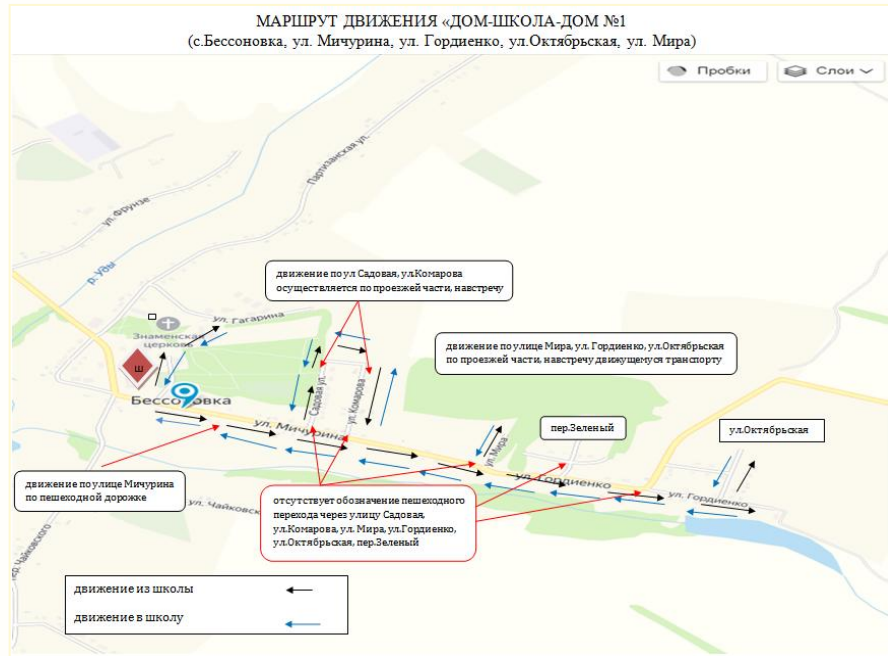 МАРШРУТ ДВИЖЕНИЯ «ДОМ-ШКОЛА-ДОМ №1
(с.Бессоновка, ул. Мичурина, ул. Гордиенко, ул.Октябрьская, ул. Мира)
Пробки
Слои
Партизанская ул.
ул. Фрунзе
р. Уды
движение по ул Садовая, ул.Комарова
осуществляется по проезжей части, навстречу
ул. Гагарина
Знаменская
церковь
движение по улице Мира, ул. Гордиенко, ул.Октябрьская
по проезжей части, навстречу движущемуся транспорту
Ш
Бессоновка
Садовая ул.
ул. Комарова
ул. Мичурина
ул. Мира
пер.Зеленый
ул.Октябрьская
движение по улице Мичурина
по пешеходной дорожке
ул. Гордиенко
ул. Гордиенко
ул. Чайковск
отсутствует обозначение пешеходного
перехода через улицу Садовая,
ул.Комарова, ул. Мира, ул.Гордиенко,
ул.Октябрьская, пер.Зеленый
ер. Чайковского
движение из школы
движение в школу